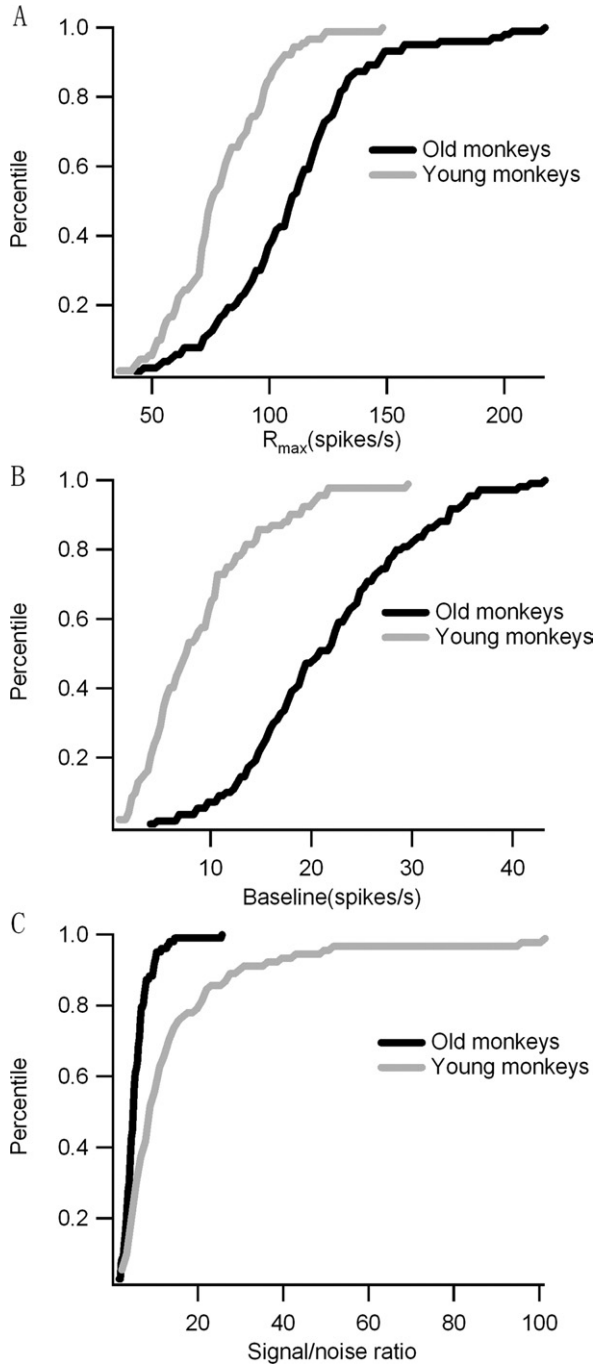 A
1.0
0.8
0.6
0.4
0.2
Percentile
Old monkeys
Young monkeys
50 100 150 200
Rmax(spikes/s)
B
1.0
0.8
0.6
0.4
0.2
Percentile
Old monkeys
Young monkeys
10 20 30 40
Baseline(spikes/s)
C
1.0
0.8
0.6
0.4
0.2
Percentile
Old monkeys
Young monkeys
20 40 60 80 100
Signal/noise ratio